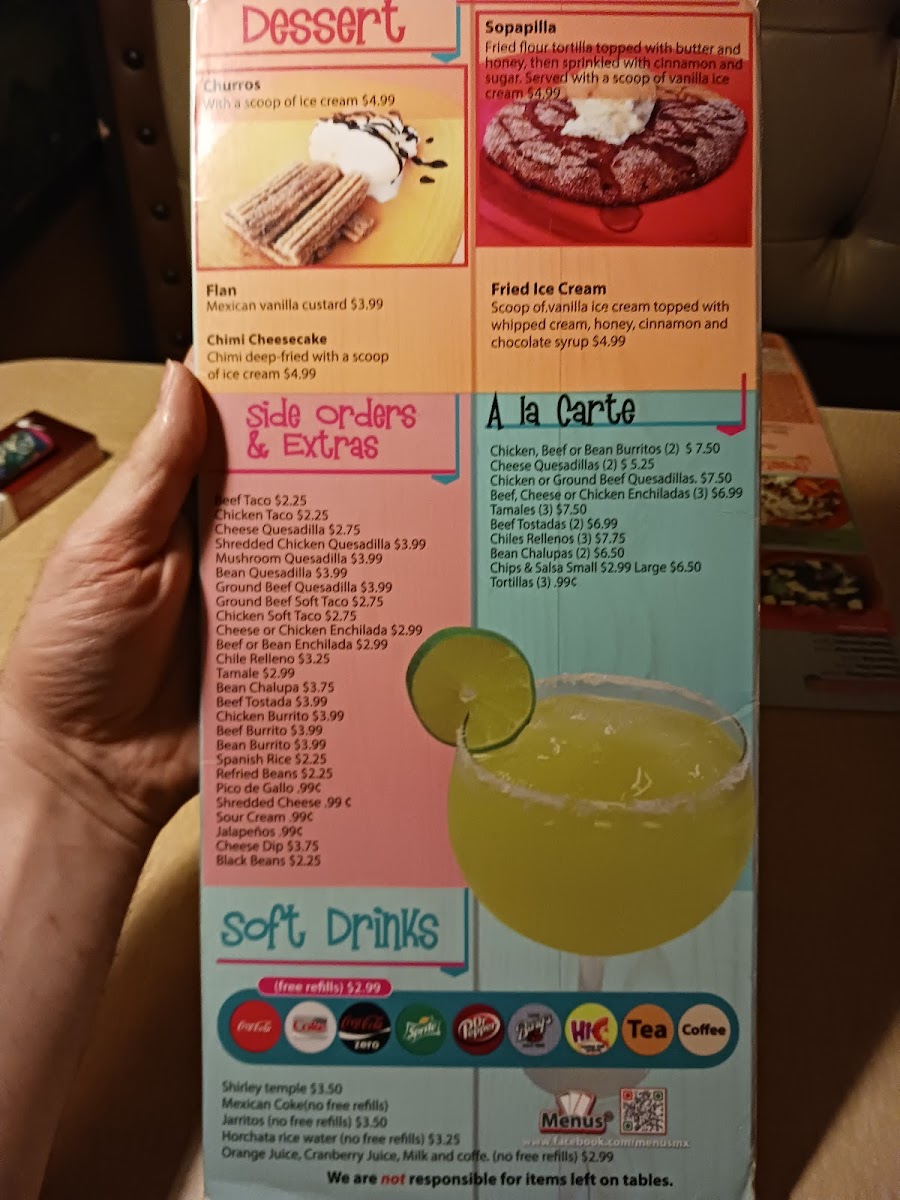 Dessert
Churros
With a scoop of ice cream $4.99
Sopapilla
Fried flour tortilla topped with butter and
honey, then sprinkled with cinnamon and
sugar. Served with a scoop of vanilla ice
cream $4.99
Flan
Mexican vanilla custard $3.99
Chimi Cheesecake
Chimi deep-fried with a scoop
of ice cream $4.99
Fried Ice Cream
Scoop of.vanilla ice cream topped with
whipped cream, honey, cinnamon and
chocolate syrup $4.99
Side Orders
& Extras
Beef Taco $2.25
Chicken Taco $2.25
Cheese Quesadilla $2.75
Shredded Chicken Quesadilla $3.99
Mushroom Quesadilla $3.99
Bean Quesadilla $3.99
Ground Beef Quesadilla $3.99
Ground Beef Soft Taco $2.75
Chicken Soft Taco $2.75
Cheese or Chicken Enchilada $2.99
Beef or Bean Enchilada $2.99
Chile Relleno $3.25
Tamale $2.99
Bean Chalupa $3.75
Beef Tostada $3.99
Chicken Burrito $3.99
Beef Burrito $3.99
Bean Burrito $3.99
Spanish Rice $2.25
Refried Beans $2.25
Pico de Gallo .99¢
Shredded Cheese .99 ¢
Sour Cream .99¢
Jalapeños .99¢
Cheese Dip $3.75
Black Beans $2.25
A la Carte
Chicken, Beef or Bean Burritos (2) $ 7.50
Cheese Quesadillas (2) $ 5.25
Chicken or Ground Beef Quesadillas. $7.50
Beef, Cheese or Chicken Enchiladas (3) $6.99
Tamales (3) $7.50
Beef Tostadas (2) $6.99
Chiles Rellenos (3) $7.75
Bean Chalupas (2) $6.50
Chips & Salsa Small $2.99 Large $6.50
Tortillas (3) .99¢
Soft Drinks
(free refills) $2.99
Coca-Cola
Coke
Coca-Cola
zero
Sprite
Dr Pepper
Barq's
HI-C
Tea
Coffee
Shirley temple $3.50
Mexican Coke(no free refills)
Jarritos (no free refills) $3.50
Horchata rice water (no free refills) $3.25
Orange Juice, Cranberry Juice, Milk and coffe. (no free refills) $2.99
Menus®
www.facebook.com/menusmx
We are not responsible for items left on tables.